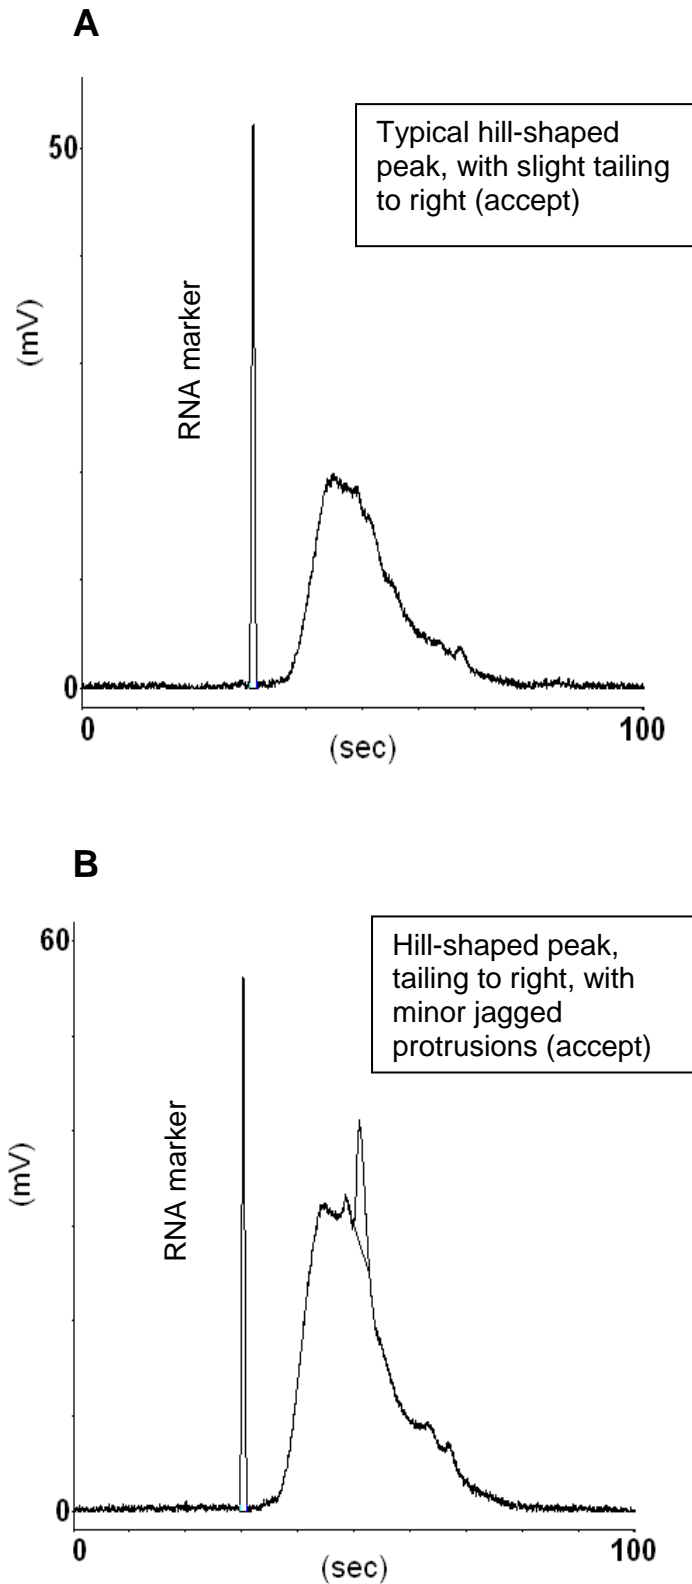 A
50
Typical hill-shaped
peak, with slight tailing
to right (accept)
(mV)
RNA marker
0
0
100
(sec)
B
60
Hill-shaped peak,
tailing to right, with
minor jagged
protrusions (accept)
(mV)
RNA marker
0
0
100
(sec)